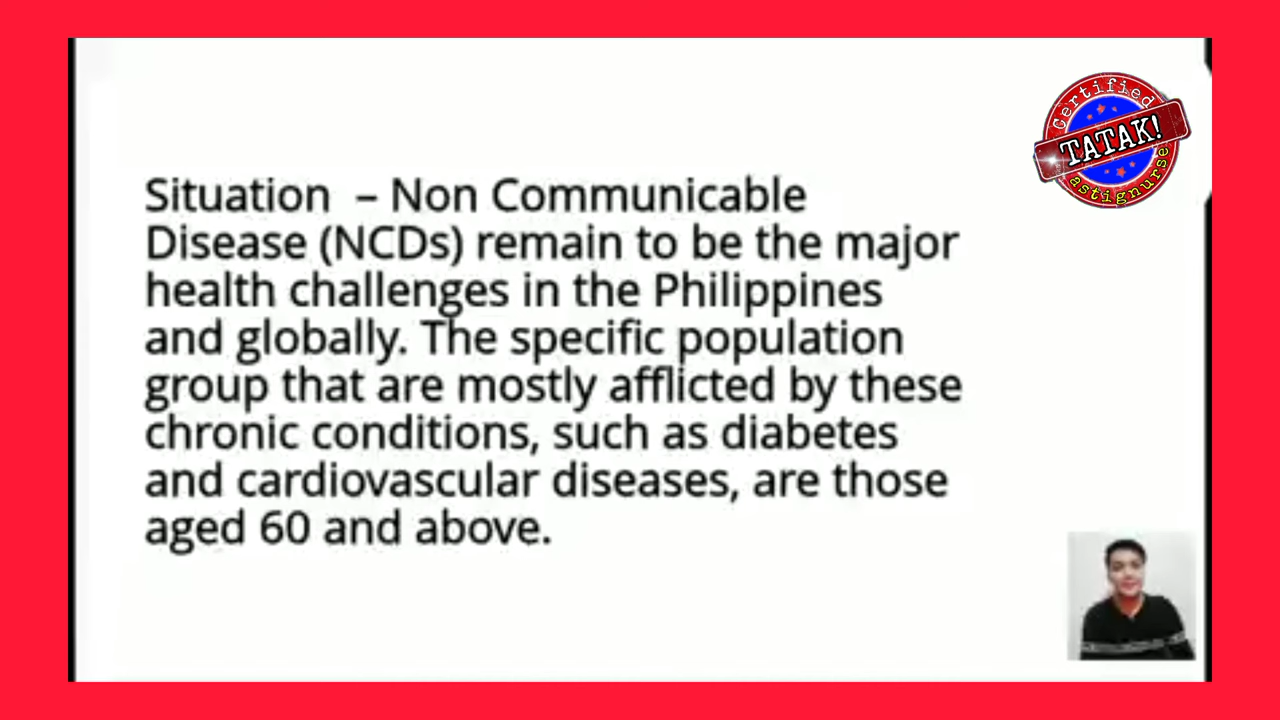 Certified
TATAK!
astignurse
Situation – Non Communicable
Disease (NCDs) remain to be the major
health challenges in the Philippines
and globally. The specific population
group that are mostly afflicted by these
chronic conditions, such as diabetes
and cardiovascular diseases, are those
aged 60 and above.